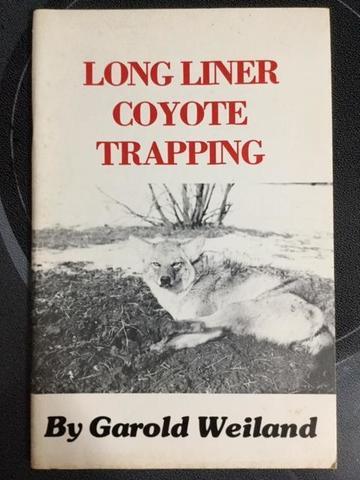 LONG LINER
COYOTE
TRAPPING
By Garold Weiland